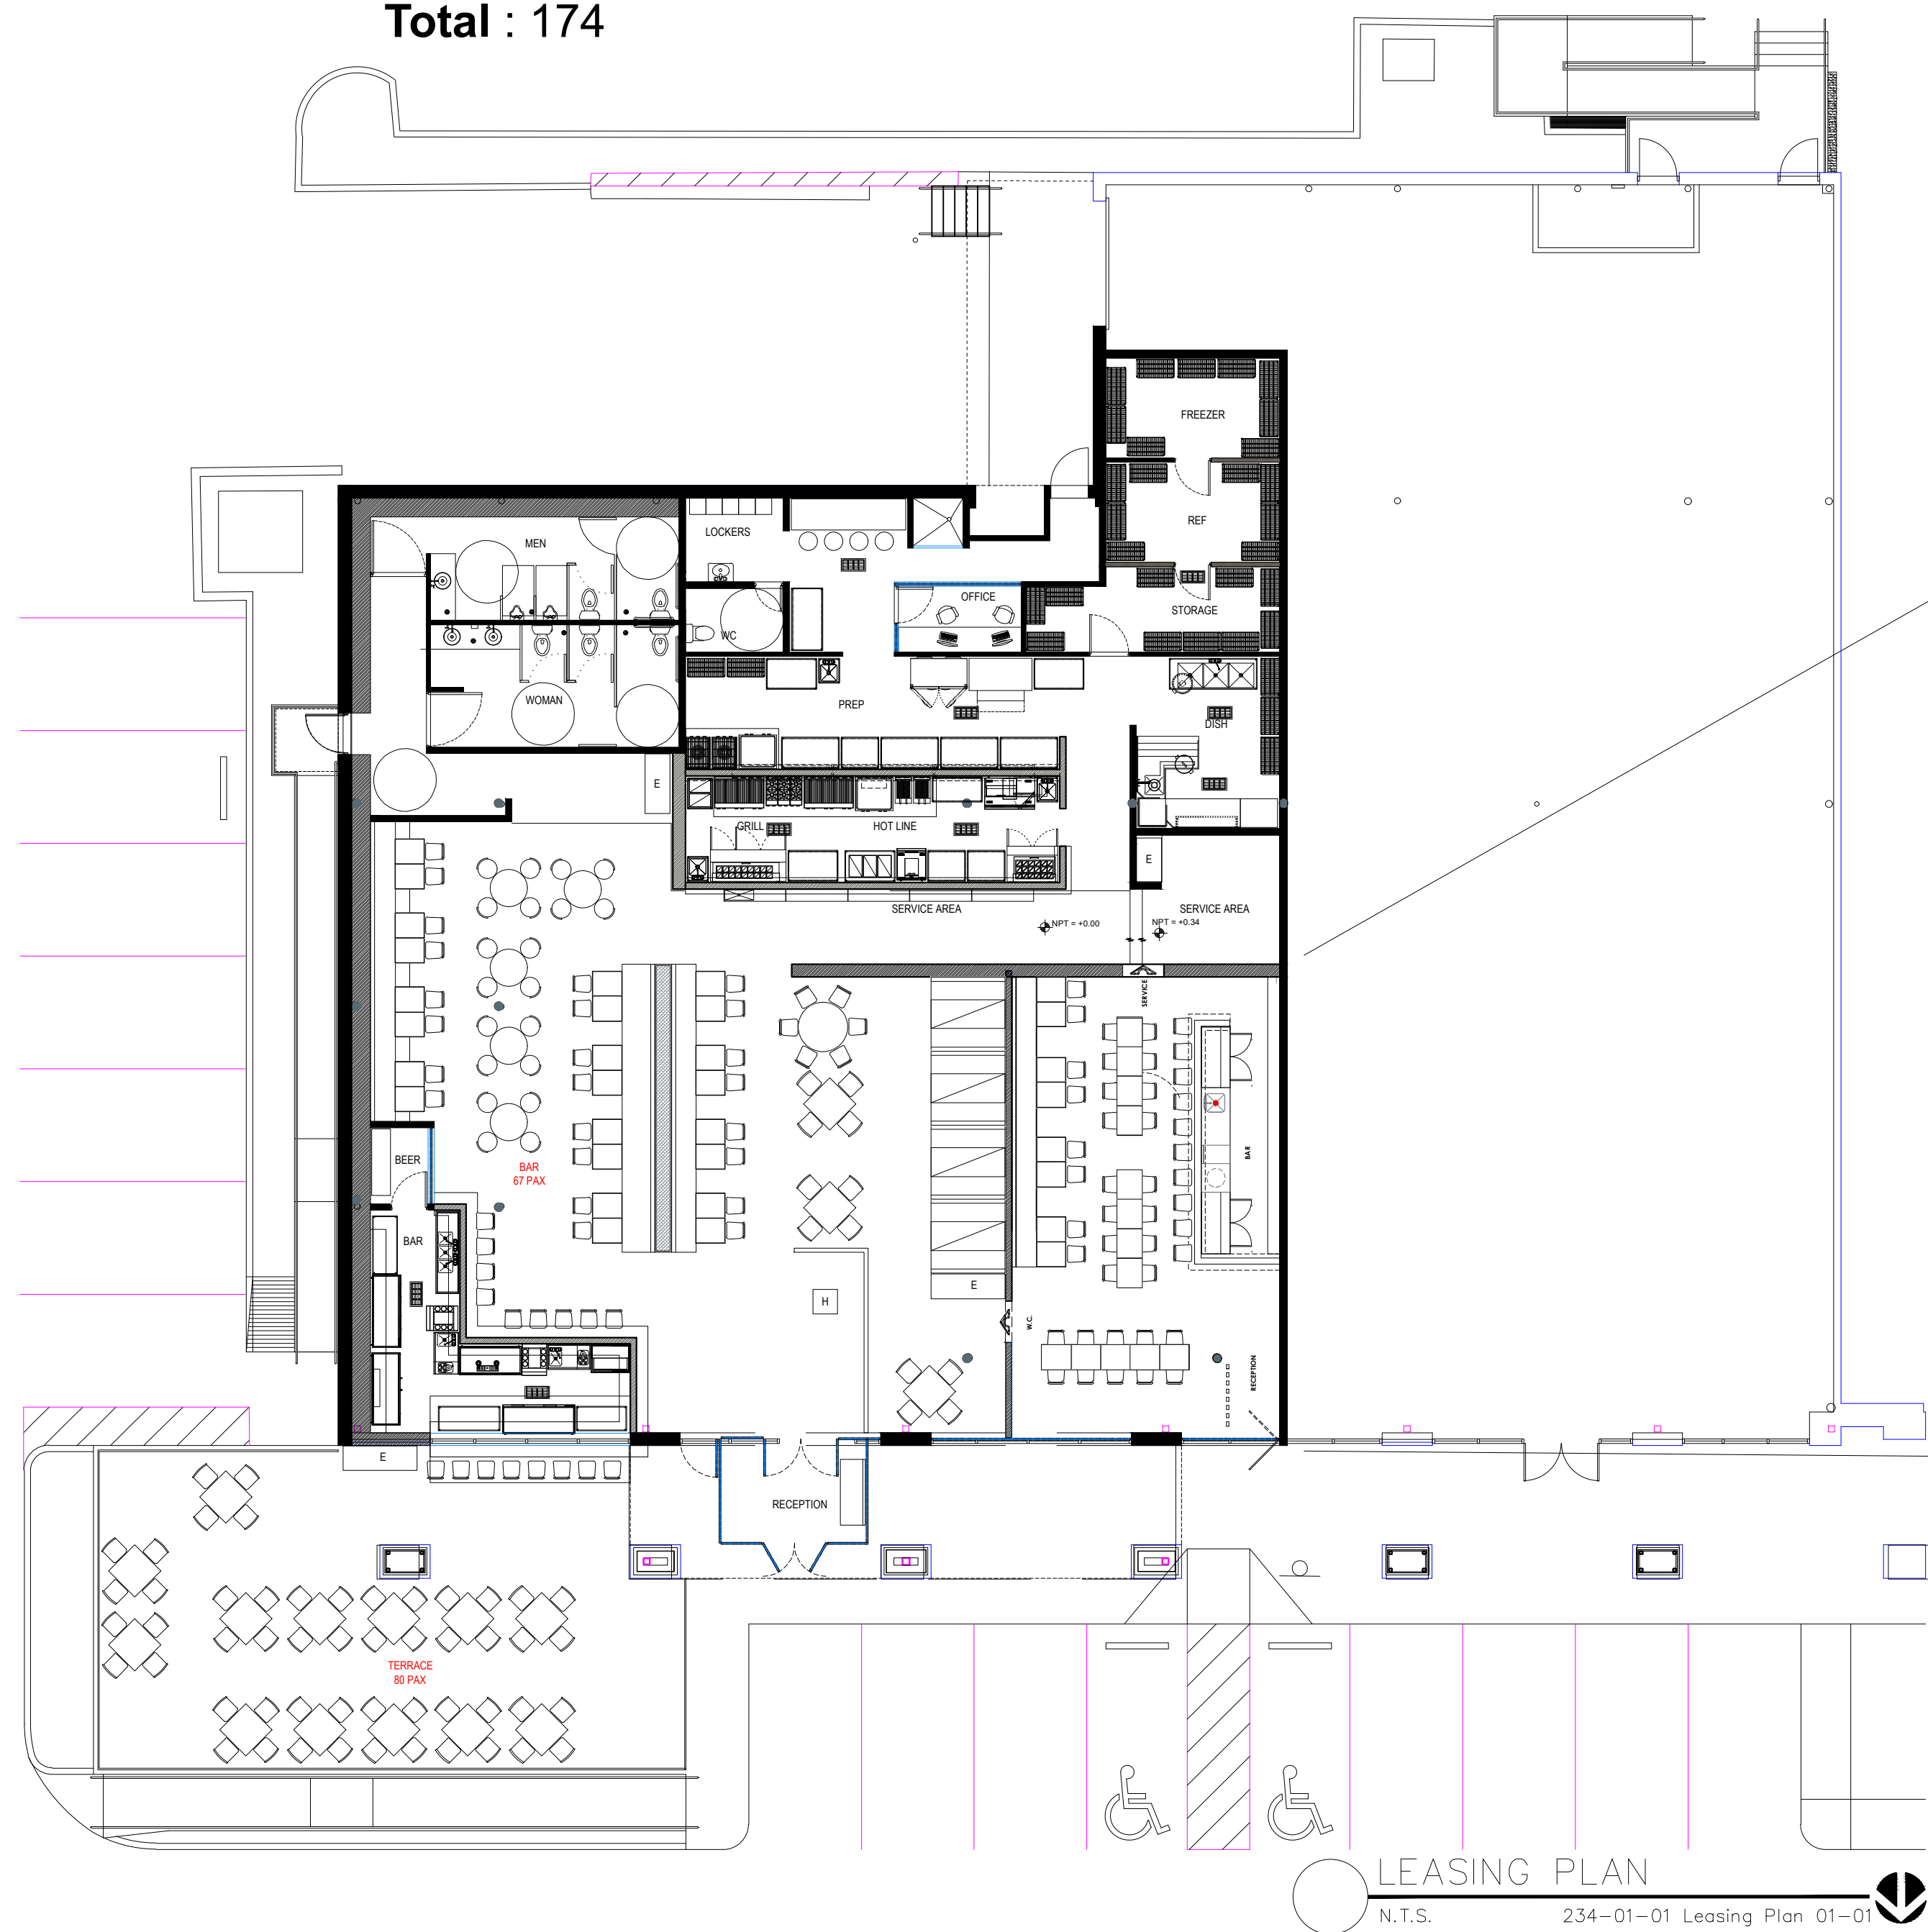 Total : 174
FREEZER
REF
STORAGE
LOCKERS
MEN
OFFICE
WC
WOMAN
PREP
DISH
E
GRILL
HOT LINE
E
SERVICE AREA
SERVICE AREA
NPT = +0.00
NPT = +0.34
SERVICE
BEER
BAR
67 PAX
BAR
BAR
E
H
W.C.
RECEPTION
E
RECEPTION
TERRACE
80 PAX
LEASING PLAN
N.T.S.
234-01-01 Leasing Plan 01-01